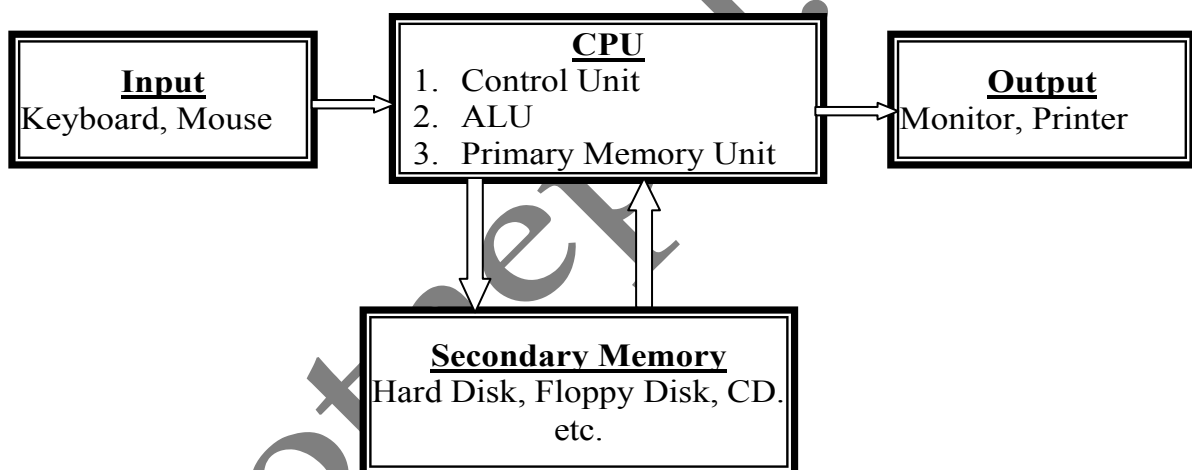 Input
Keyboard, Mouse
CPU
1. Control Unit
2. ALU
3. Primary Memory Unit
Output
Monitor, Printer
Secondary Memory
Hard Disk, Floppy Disk, CD.
etc.